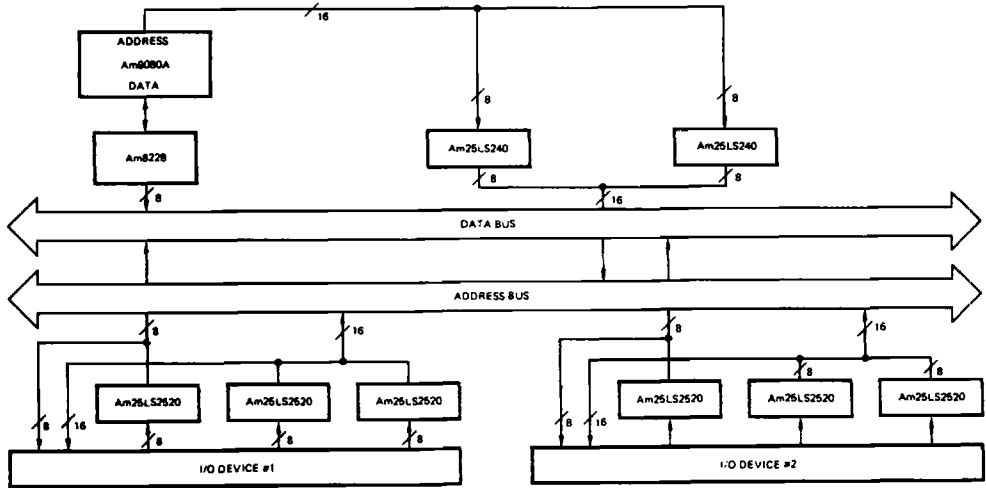 16
ADDRESS
Am9080A
DATA
8
8
Am8228
Am25LS240
Am25LS240
8
8
8
16
DATA BUS
ADDRESS BUS
8
16
8
16
8
8
Am25LS2520
Am25LS2520
Am25LS2520
Am25LS2520
Am25LS2520
Am25LS2520
8
16
8
8
8
8
16
I/O DEVICE #1
I/O DEVICE #2